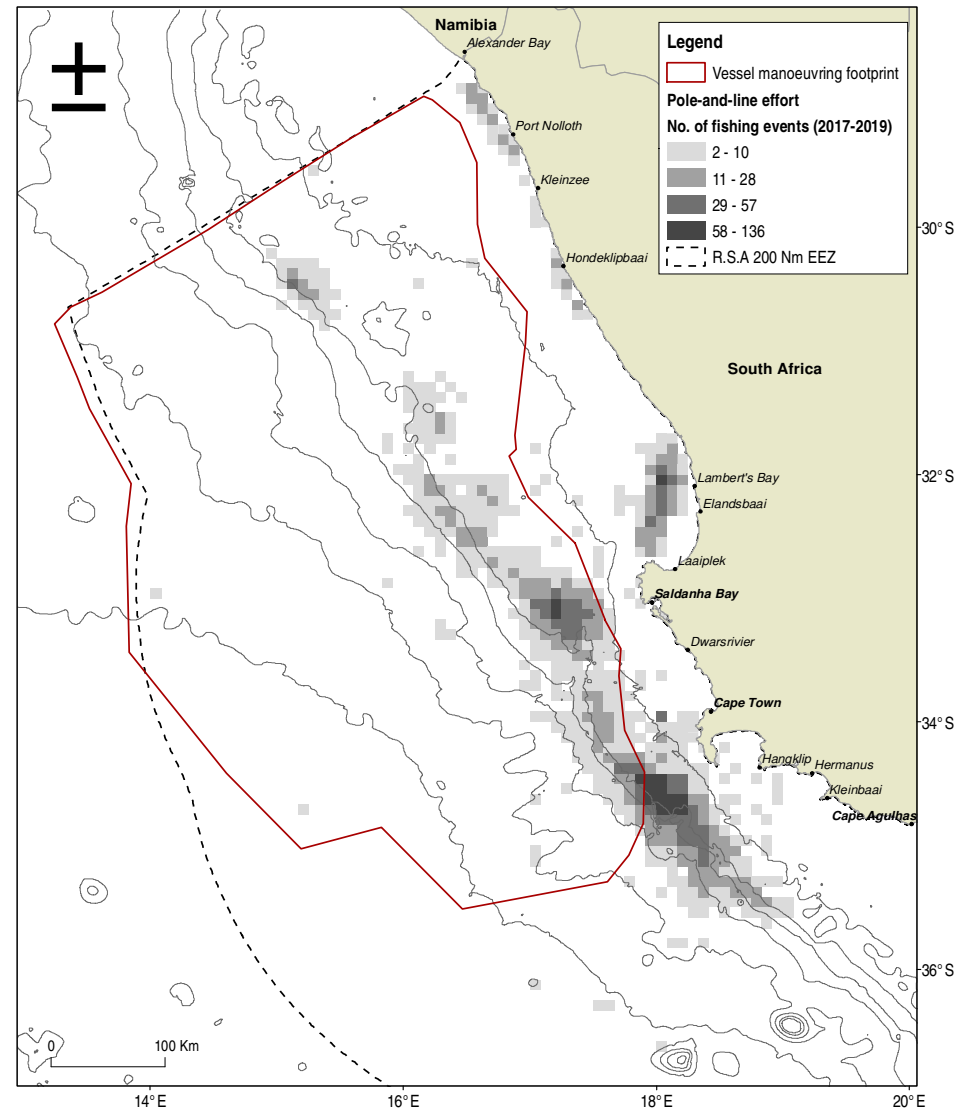 Namibia
Alexander Bay
Legend
Vessel manoeuvring footprint
Pole-and-line effort
No. of fishing events (2017-2019)
2 - 10
11 - 28
29 - 57
58 - 136
R.S.A 200 Nm EEZ
±
Port Nolloth
Kleinzee
30° S
Hondeklipbaai
South Africa
32° S
Lambert's Bay
Elandsbaai
Laaiplek
Saldanha Bay
Dwarsrivier
34° S
Cape Town
Hangklip
Hermanus
Kleinbaai
Cape Agulhas
36° S
0 100 Km
14° E 16° E 18° E 20° E